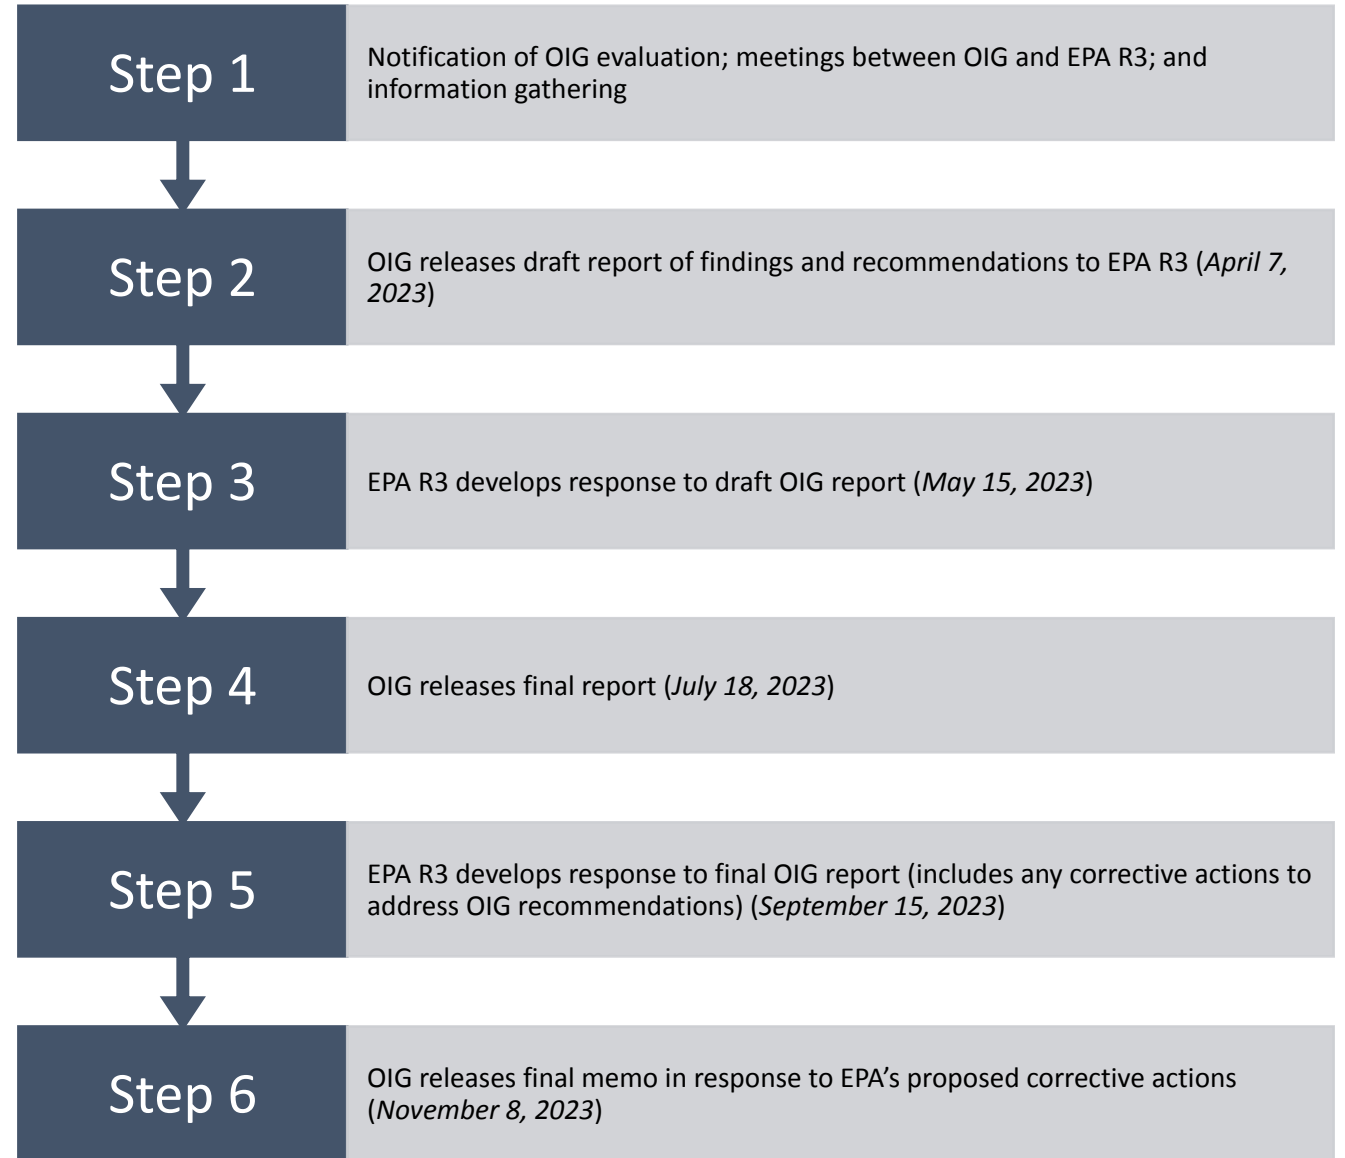 Step 1
Notification of OIG evaluation; meetings between OIG and EPA R3; and
information gathering
Step 2
OIG releases draft report of findings and recommendations to EPA R3 (April 7,
2023)
Step 3
EPA R3 develops response to draft OIG report (May 15, 2023)
Step 4
OIG releases final report (July 18, 2023)
Step 5
EPA R3 develops response to final OIG report (includes any corrective actions to
address OIG recommendations) (September 15, 2023)
Step 6
OIG releases final memo in response to EPA’s proposed corrective actions
(November 8, 2023)